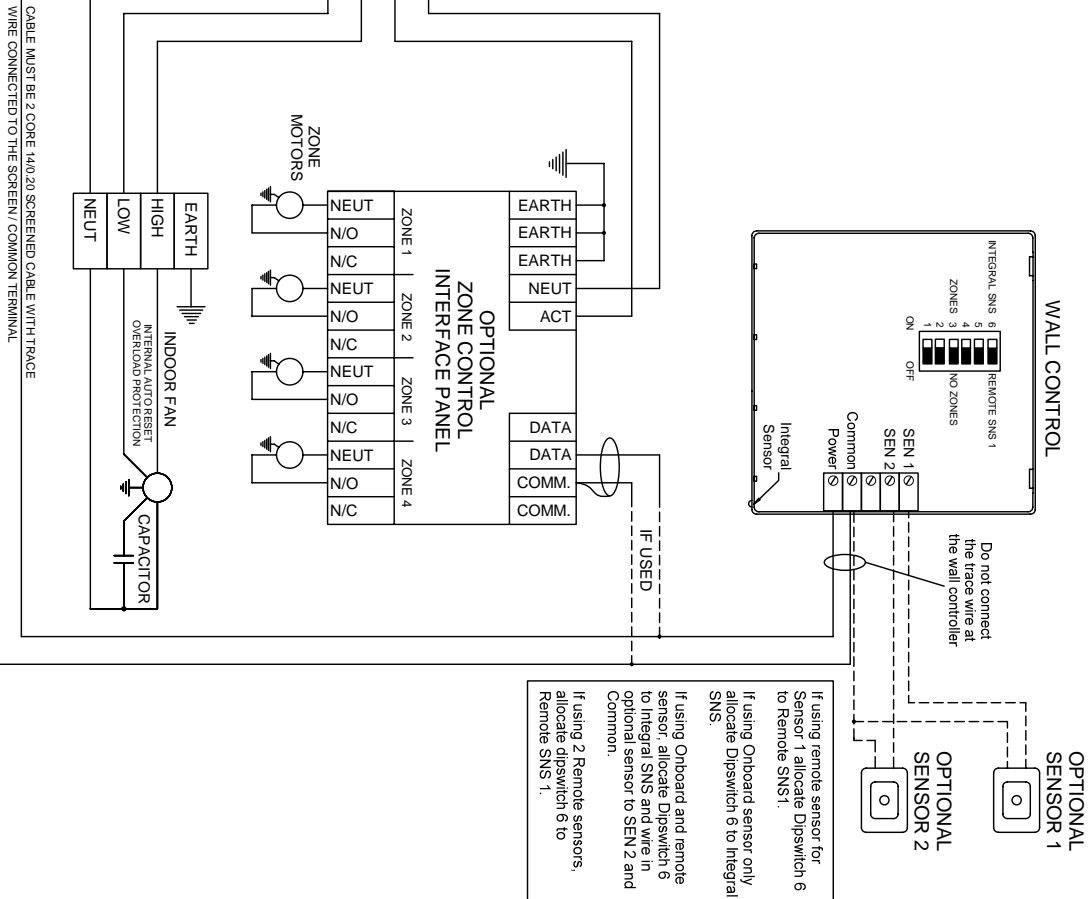 WALL CONTROL
INTEGRAL SNS
ZONES
6
5
4
3
2
1
REMOTE SNS 1
NO ZONES
ON
OFF
SEN 1
SEN 2
Common
Power
Integral
Sensor
Do not connect
the trace wire at
the wall controller
OPTIONAL
SENSOR 1
OPTIONAL
SENSOR 2
If using remote sensor for
Sensor 1 allocate Dipswitch 6
to Remote SNS1.
If using Onboard sensor only
allocate Dipswitch 6 to Integral
SNS.
If using Onboard and remote
sensor, allocate Dipswitch 6
to Integral SNS and wire in
optional sensor to SEN 2 and
Common.
If using 2 Remote sensors,
allocate dipswitch 6 to
Remote SNS 1.
OPTIONAL
ZONE CONTROL
INTERFACE PANEL
EARTH
EARTH
EARTH
NEUT
ACT
DATA
DATA
COMM.
COMM.
IF USED
ZONE
MOTORS
ZONE 1
NEUT
N/O
N/C
ZONE 2
NEUT
N/O
N/C
ZONE 3
NEUT
N/O
N/C
ZONE 4
NEUT
N/O
N/C
EARTH
HIGH
LOW
NEUT
INDOOR FAN
INTERNAL AUTO RESET
OVERLOAD PROTECTION
CAPACITOR
CABLE MUST BE 2 CORE 14/0.20 SCREENED CABLE WITH TRACE
WIRE CONNECTED TO THE SCREEN / COMMON TERMINAL